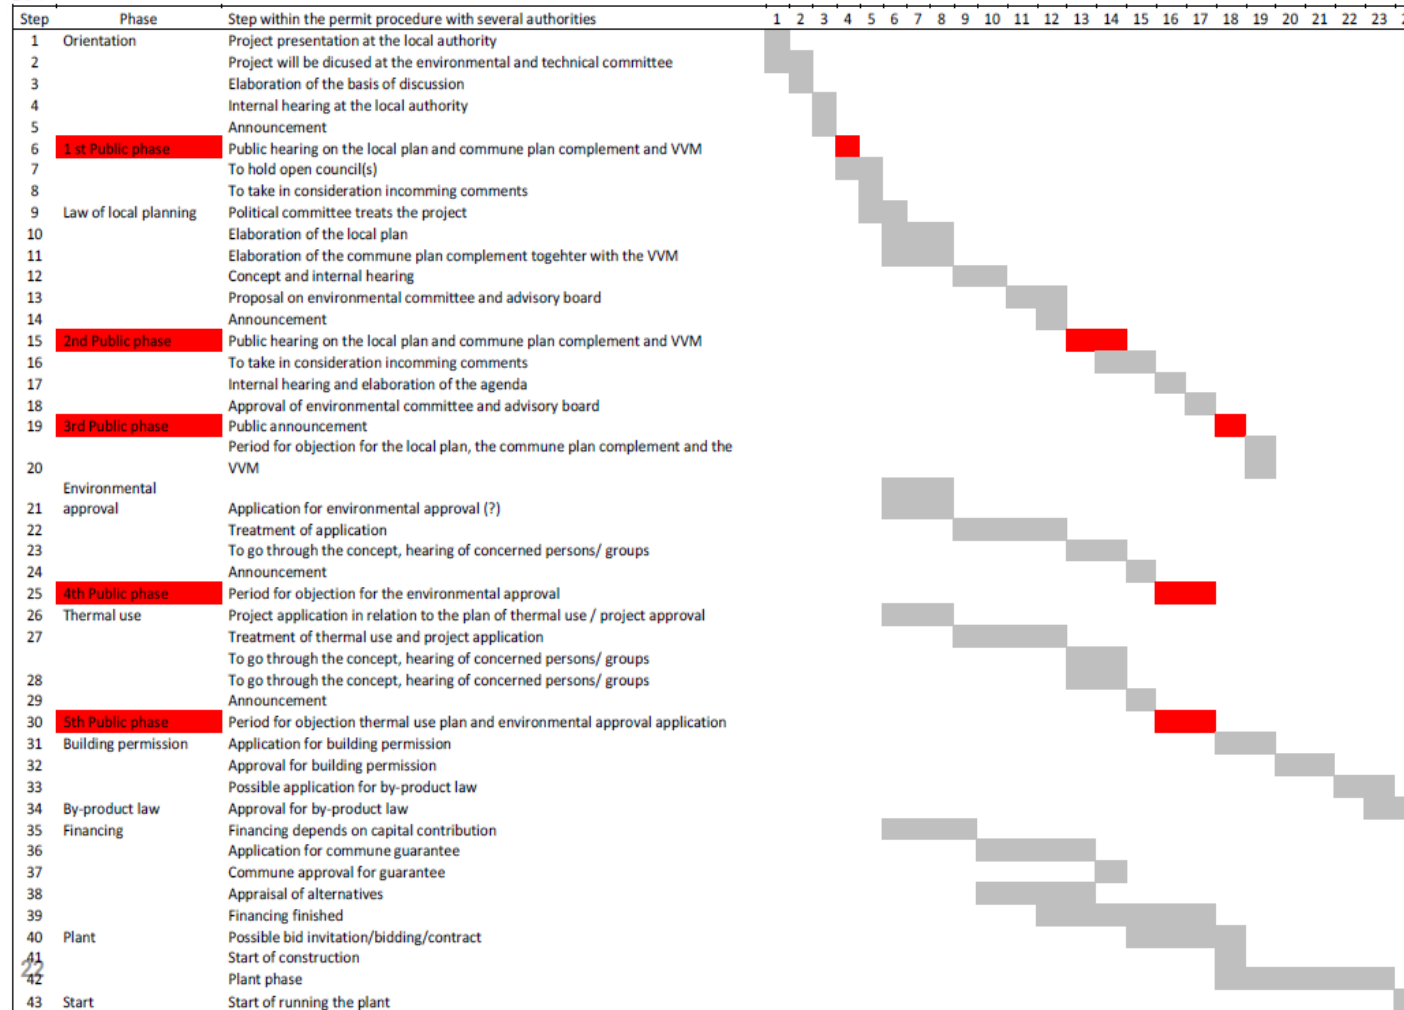 Step Phase Step within the permit procedure with several authorities 1 2 3 4 5 6 7 8 9 10 11 12 13 14 15 16 17 18 19 20 21 22 23
1 Orientation Project presentation at the local authority
2 Project will be dicused at the environmental and technical committee
3 Elaboration of the basis of discussion
4 Internal hearing at the local authority
5 Announcement
6 1 st Public phase Public hearing on the local plan and commune plan complement and VVM
7 To hold open council(s)
8 To take in consideration incomming comments
9 Law of local planning Political committee treats the project
10 Elaboration of the local plan
11 Elaboration of the commune plan complement togehter with the VVM
12 Concept and internal hearing
13 Proposal on environmental committee and advisory board
14 Announcement
15 2nd Public phase Public hearing on the local plan and commune plan complement and VVM
16 To take in consideration incomming comments
17 Internal hearing and elaboration of the agenda
18 Approval of environmental committee and advisory board
19 3rd Public phase Public announcement
Period for objection for the local plan, the commune plan complement and the
20 VVM
Environmental
21 approval Application for environmental approval (?)
22 Treatment of application
23 To go through the concept, hearing of concerned persons/ groups
24 Announcement
25 4th Public phase Period for objection for the environmental approval
26 Thermal use Project application in relation to the plan of thermal use / project approval
27 Treatment of thermal use and project application
To go through the concept, hearing of concerned persons/ groups
28 To go through the concept, hearing of concerned persons/ groups
29 Announcement
30 5th Public phase Period for objection thermal use plan and environmental approval application
31 Building permission Application for building permission
32 Approval for building permission
33 Possible application for by-product law
34 By-product law Approval for by-product law
35 Financing Financing depends on capital contribution
36 Application for commune guarantee
37 Commune approval for guarantee
38 Appraisal of alternatives
39 Financing finished
40 Plant Possible bid invitation/bidding/contract
41 Start of construction
22
42 Plant phase
43 Start Start of running the plant